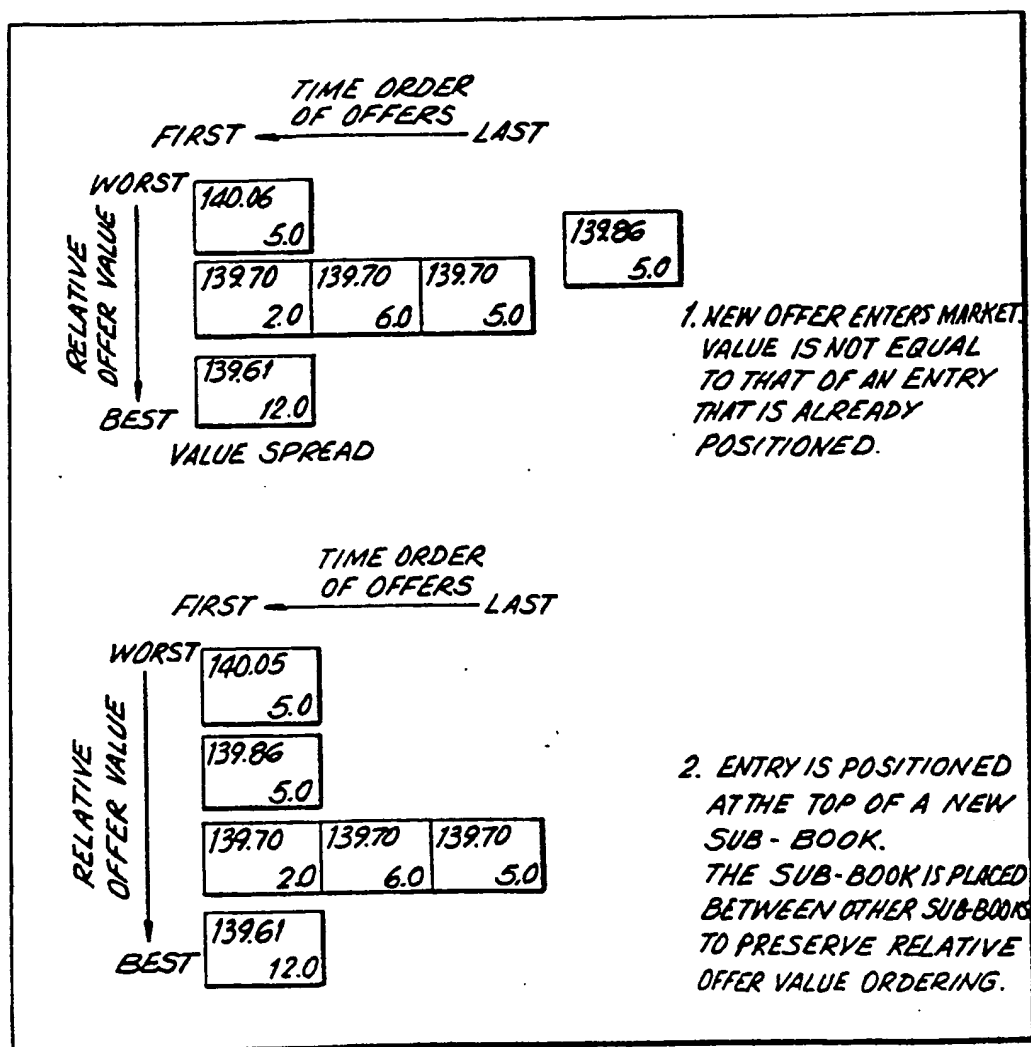 TIME ORDER
OF OFFERS
FIRST LAST
WORST
RELATIVE
OFFER VALUE
BEST
140.06
5.0
139.70 139.70 139.70
2.0 6.0 5.0
139.61
12.0
VALUE SPREAD
139.86
5.0
1. NEW OFFER ENTERS MARKET.
VALUE IS NOT EQUAL
TO THAT OF AN ENTRY
THAT IS ALREADY
POSITIONED.
TIME ORDER
OF OFFERS
FIRST LAST
WORST
RELATIVE
OFFER VALUE
BEST
140.05
5.0
139.86
5.0
139.70 139.70 139.70
2.0 6.0 5.0
139.61
12.0
2. ENTRY IS POSITIONED
AT THE TOP OF A NEW
SUB-BOOK.
THE SUB-BOOK IS PLACED
BETWEEN OTHER SUB-BOOKS
TO PRESERVE RELATIVE
OFFER VALUE ORDERING.